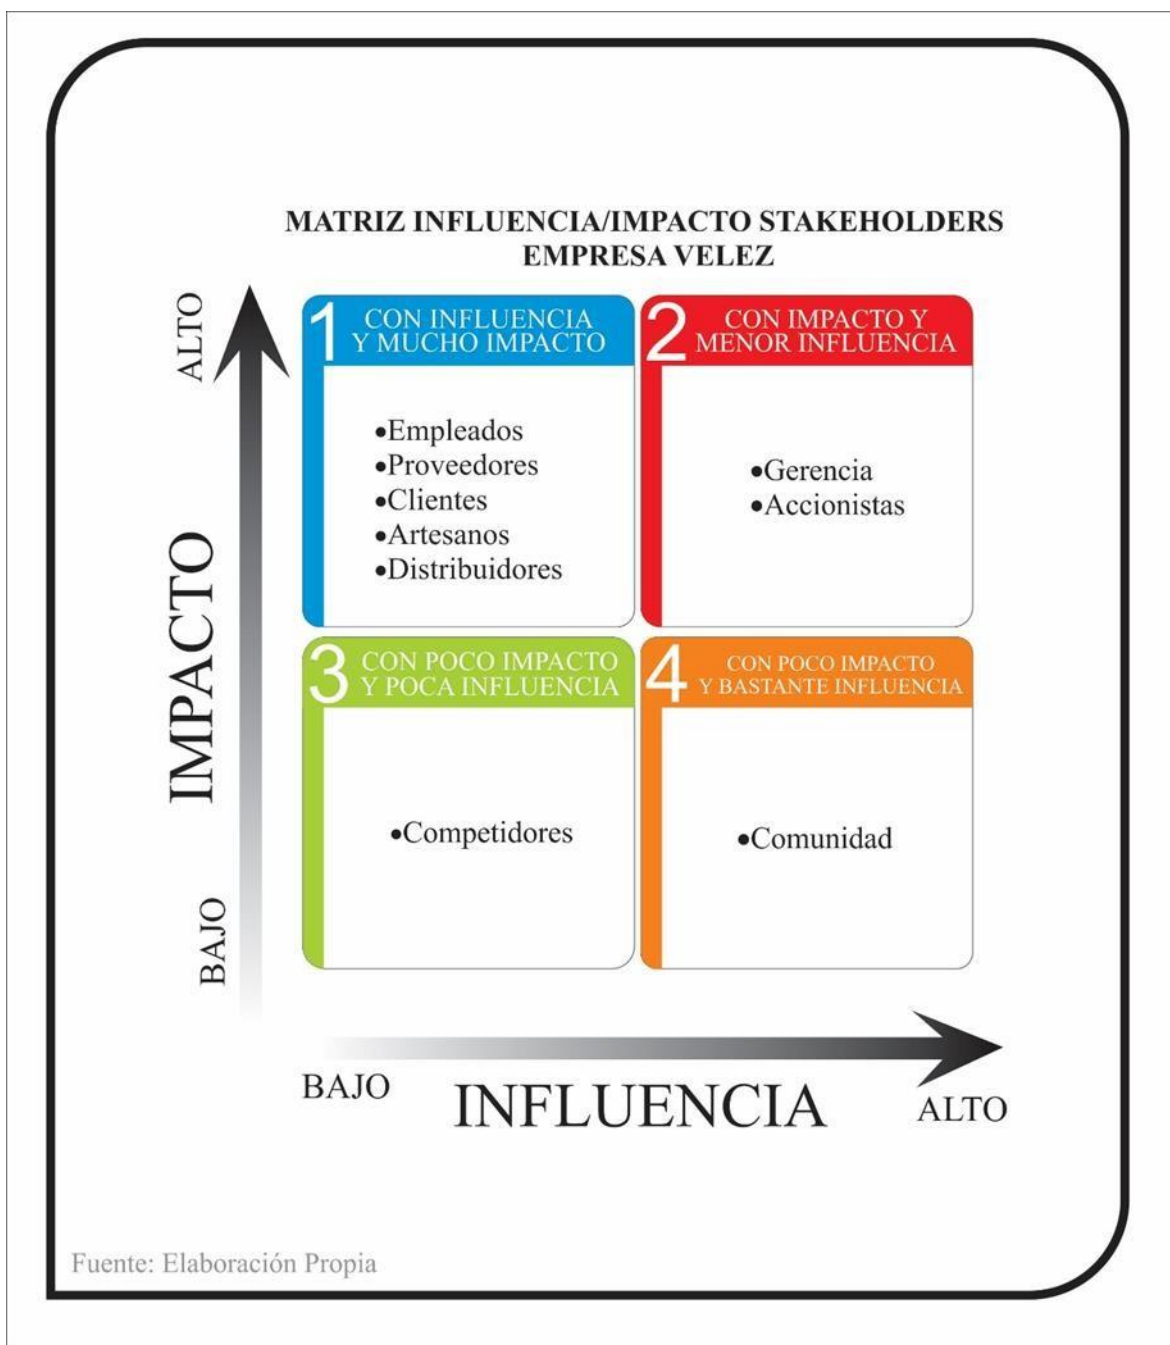 MATRIZ INFLUENCIA/IMPACTO STAKEHOLDERS
EMPRESA VELEZ
ALTO
IMPACTO
BAJO
1
CON INFLUENCIA
Y MUCHO IMPACTO
•Empleados
•Proveedores
•Clientes
•Artesanos
•Distribuidores
2
CON IMPACTO Y
MENOR INFLUENCIA
•Gerencia
•Accionistas
3
CON POCO IMPACTO
Y POCA INFLUENCIA
•Competidores
4
CON POCO IMPACTO
Y BASTANTE INFLUENCIA
•Comunidad
BAJO
INFLUENCIA
ALTO
Fuente: Elaboración Propia